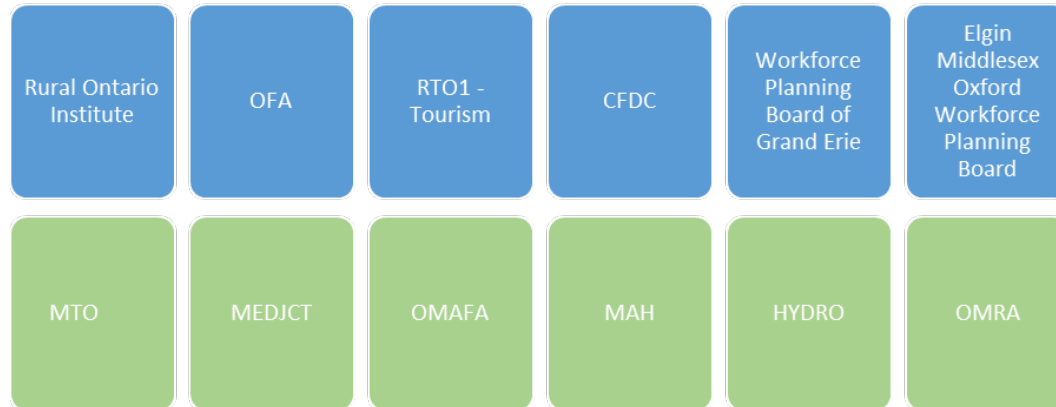 Rural Ontario
Institute
OFA
RTO1 -
Tourism
CFDC
Workforce
Planning
Board of
Grand Erie
Elgin
Middlesex
Oxford
Workforce
Planning
Board
MTO
MEDJCT
OMAFA
MAH
HYDRO
OMRA